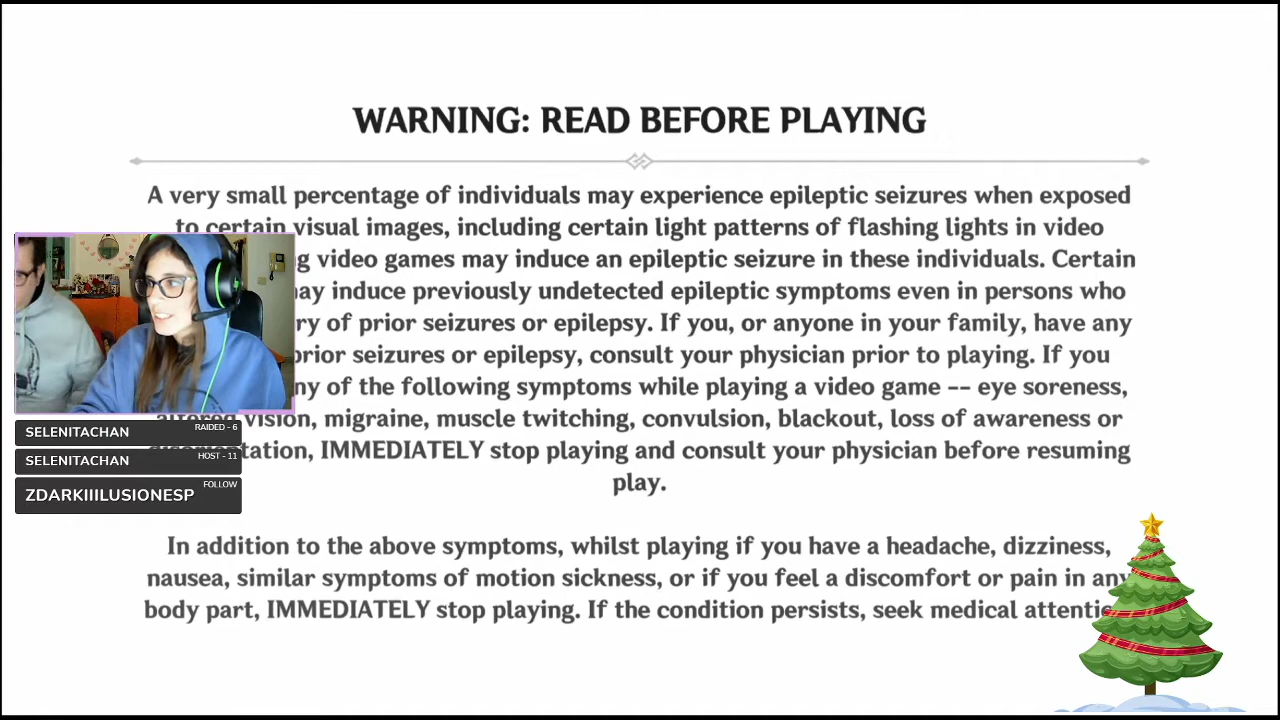 WARNING: READ BEFORE PLAYING
A very small percentage of individuals may experience epileptic seizures when exposed
to certain visual images, including certain light patterns of flashing lights in video
video games may induce an epileptic seizure in these individuals. Certain
may induce previously undetected epileptic symptoms even in persons who
of prior seizures or epilepsy. If you, or anyone in your family, have any
prior seizures or epilepsy, consult your physician prior to playing. If you
of the following symptoms while playing a video game -- eye soreness,
altered vision, migraine, muscle twitching, convulsion, blackout, loss of awareness or
IMMEDIATELY stop playing and consult your physician before resuming
play.
In addition to the above symptoms, whilst playing if you have a headache, dizziness,
nausea, similar symptoms of motion sickness, or if you feel a discomfort or pain in any
body part, IMMEDIATELY stop playing. If the condition persists, seek medical
SELENITACHAN RAIDED - 6
SELENITACHAN HOST - 11
ZDARKIIILUSIONESP FOLLOW